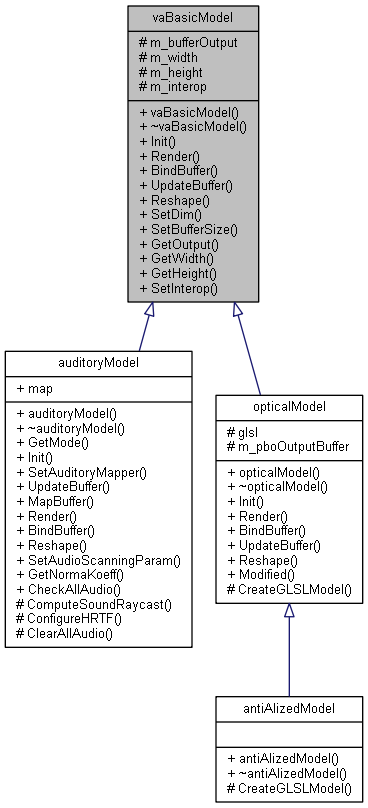 vaBasicModel
# m_bufferOutput
# m_width
# m_height
# m_interop
+ vaBasicModel()
+ ~vaBasicModel()
+ Init()
+ Render()
+ BindBuffer()
+ UpdateBuffer()
+ Reshape()
+ SetDim()
+ SetBufferSize()
+ GetOutput()
+ GetWidth()
+ GetHeight()
+ SetInterop()
auditoryModel
+ map
+ auditoryModel()
+ ~auditoryModel()
+ GetMode()
+ Init()
+ SetAuditoryMapper()
+ UpdateBuffer()
+ MapBuffer()
+ Render()
+ BindBuffer()
+ Reshape()
+ SetAudioScanningParam()
+ GetNormaKoeff()
+ CheckAllAudio()
# ComputeSoundRaycast()
# ConfigureHRTF()
# ClearAllAudio()
opticalModel
# glsl
# m_pboOutputBuffer
+ opticalModel()
+ ~opticalModel()
+ Init()
+ Render()
+ BindBuffer()
+ UpdateBuffer()
+ Reshape()
+ Modified()
# CreateGLSLModel()
antiAlizedModel
+ antiAlizedModel()
+ ~antiAlizedModel()
# CreateGLSLModel()